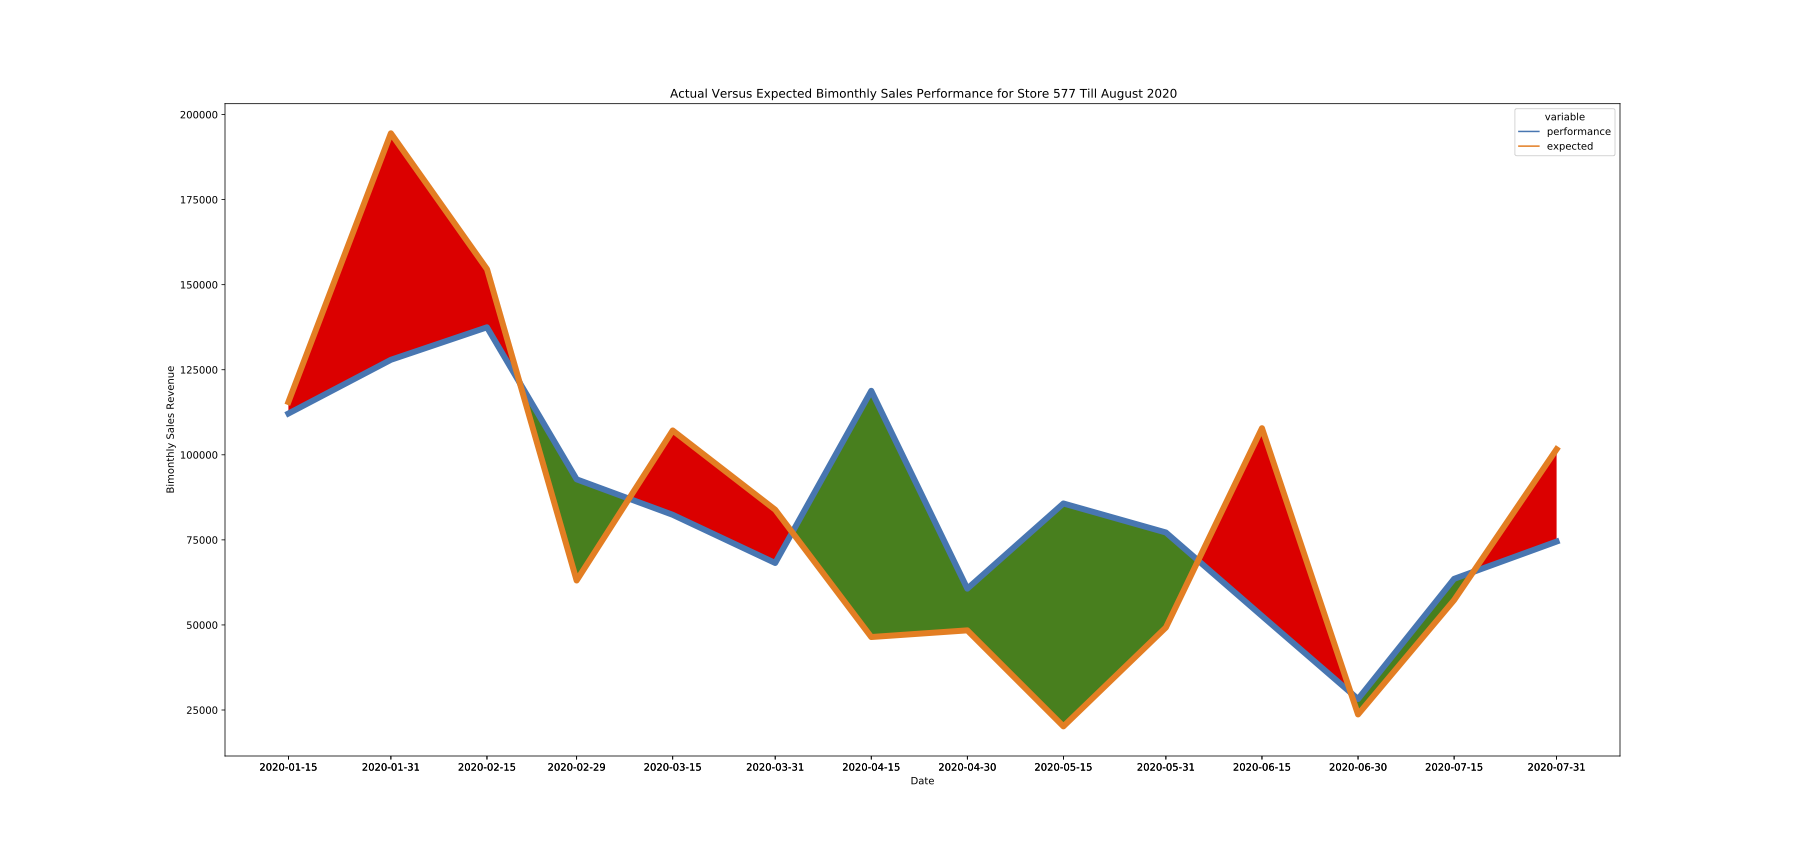 Actual Versus Expected Bimonthly Sales Performance for Store 577 Till August 2020
variable
performance
expected
Bimonthly Sales Revenue
200000
175000
150000
125000
100000
75000
50000
25000
2020-01-15 2020-01-31 2020-02-15 2020-02-29 2020-03-15 2020-03-31 2020-04-15 2020-04-30 2020-05-15 2020-05-31 2020-06-15 2020-06-30 2020-07-15 2020-07-31
Date